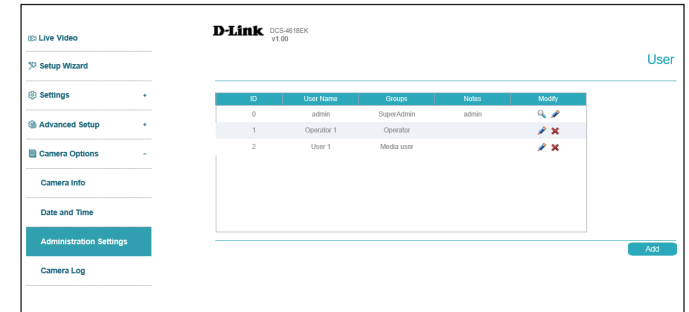 D-Link DCS-4618EK
v1.00
Live Video
Setup Wizard
Settings +
Advanced Setup +
Camera Options -
Camera Info
Date and Time
Administration Settings
Camera Log
User
ID User Name Groups Notes Modify
0 admin SuperAdmin admin
1 Operator 1 Operator
2 User 1 Media user
Add